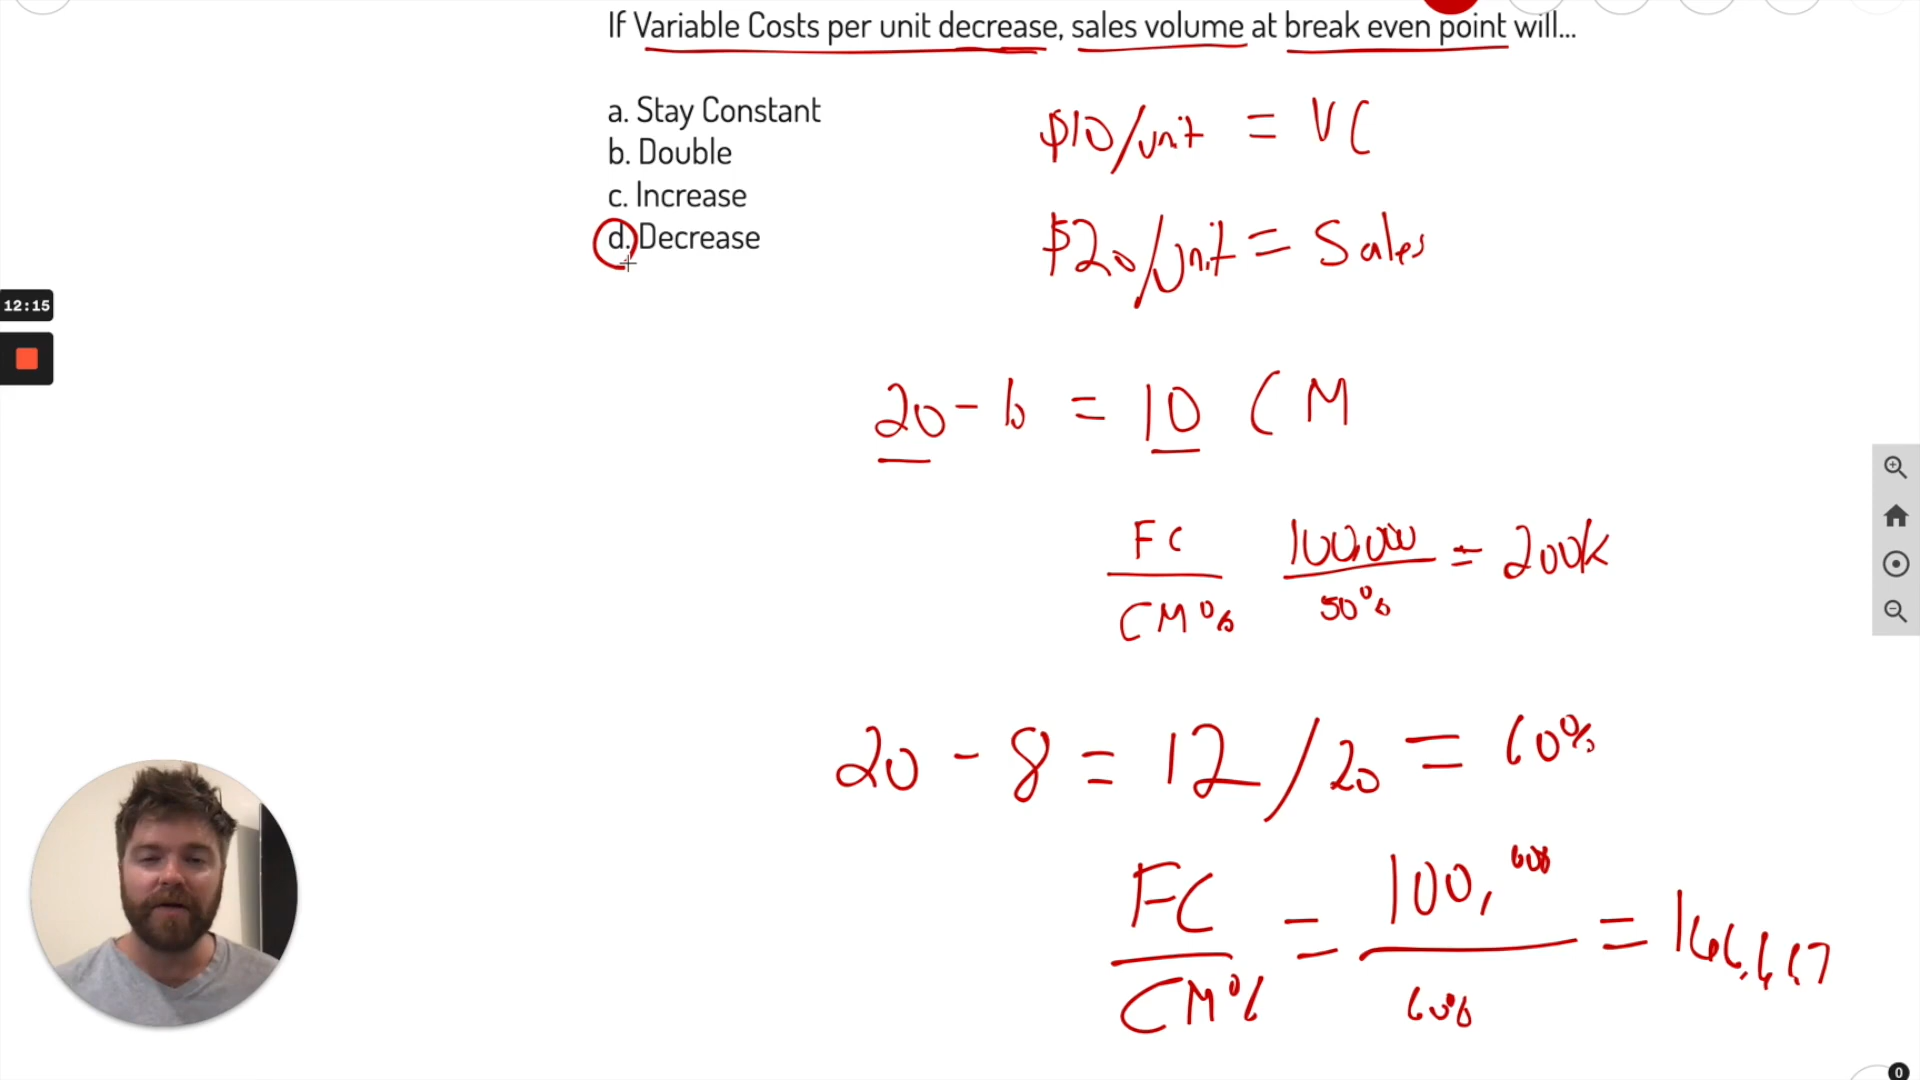 If Variable Costs per unit decrease, sales volume at break even point will...
a. Stay Constant
b. Double
c. Increase
d. Decrease
$10/unit = VC
$20/unit = Sales
12:15
20 - 10 = 10 CM
FC 100,000 = 200k
CM% 50%
20 - 8 = 12 / 20 = 60%
FC = 100,000 = 166,667
CM% 60%
0